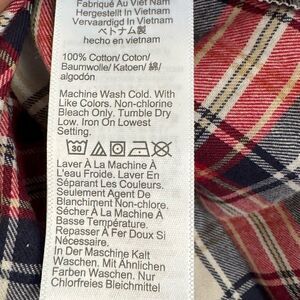 Fabriqué Au Viet Nam
Hergestellt In Vietnam
Vervaardigd In Vietnam
ベトナム製
hecho en vietnam
100% Cotton/ Coton/
Baumwolle/ Katoen/ 綿/
algodón
Machine Wash Cold. With
Like Colors. Non-chlorine
Bleach Only. Tumble Dry
Low. Iron On Lowest
Setting.
Laver À La Machine À
L'eau Froide. Laver En
Séparant Les Couleurs.
Seulement Agent De
Blanchiment Non-chloré.
Sécher À La Machine À
Basse Température.
Repasser À Fer Doux Si
Nécessaire.
In Der Maschine Kalt
Waschen. Mit Ähnlichen
Farben Waschen. Nur
Chlorfreies Bleichmittel